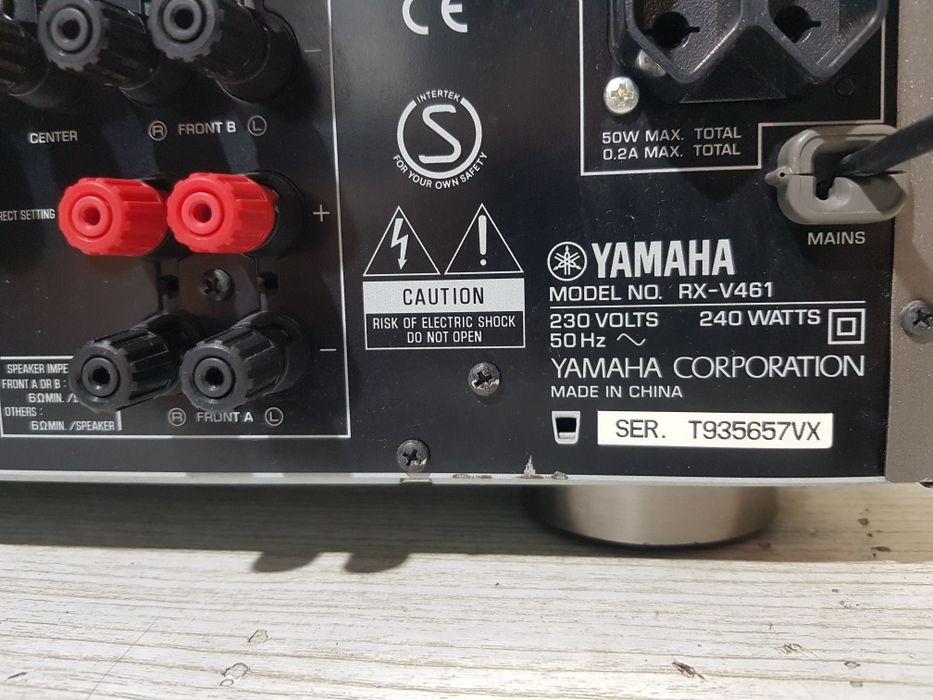 CE
INTERTEK
S
FOR YOUR OWN SAFETY
CENTER
R FRONT B L
50W MAX. TOTAL
0.2A MAX. TOTAL
RECT SETTING
+
−
MAINS
CAUTION
RISK OF ELECTRIC SHOCK
DO NOT OPEN
YAMAHA
MODEL NO. RX-V461
230 VOLTS 240 WATTS
50Hz ~
YAMAHA CORPORATION
MADE IN CHINA
SER. T935657VX
SPEAKER IMPE
FRONT A OR B :
6ΩMIN./S
OTHERS :
6ΩMIN./SPEAKER
R FRONT A L
−